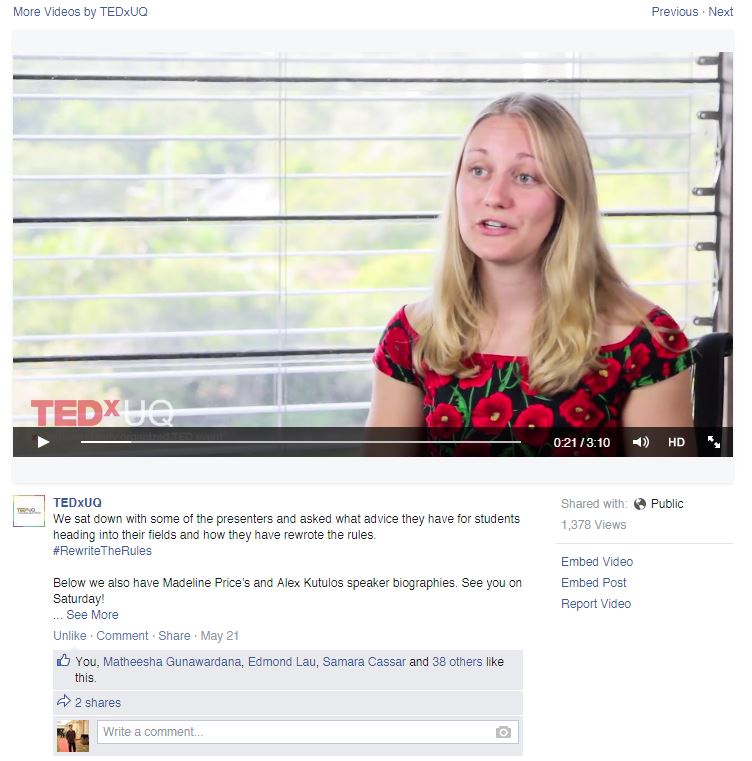 More Videos by TEDxUQ
Previous · Next
TEDxUQ
0:21 / 3:10
HD
TEDxUQ
We sat down with some of the presenters and asked what advice they have for students
heading into their fields and how they have rewrote the rules.
#RewriteTheRules
Below we also have Madeline Price's and Alex Kutulos speaker biographies. See you on
Saturday!
... See More
Unlike · Comment · Share · May 21
You, Matheesha Gunawardana, Edmond Lau, Samara Cassar and 38 others like
this.
2 shares
Write a comment...
Shared with: Public
1,378 Views
Embed Video
Embed Post
Report Video